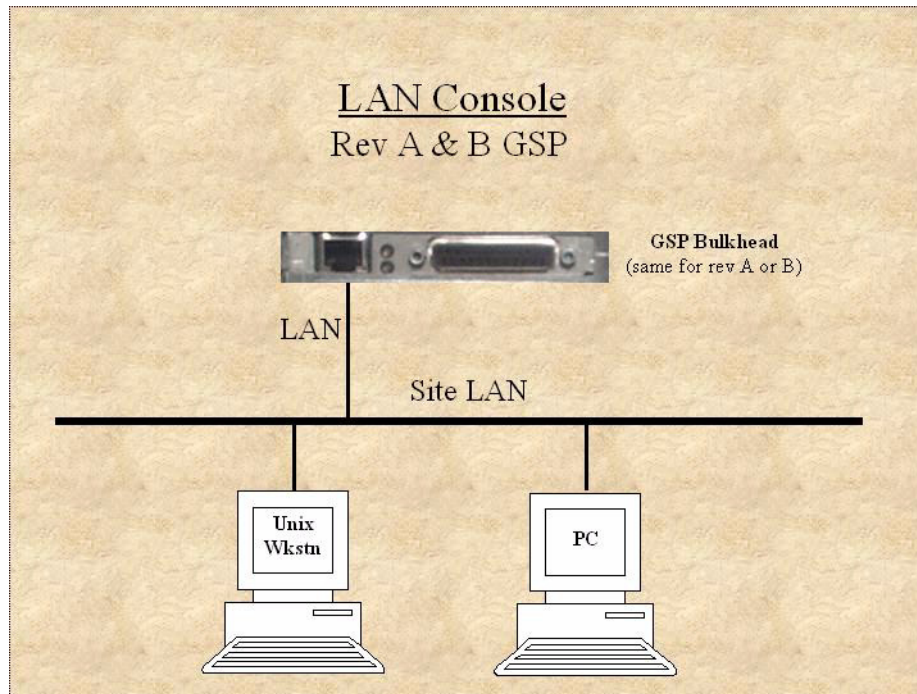 LAN Console
Rev A & B GSP
GSP Bulkhead
(same for rev A or B)
LAN
Site LAN
Unix
Wkstn
PC